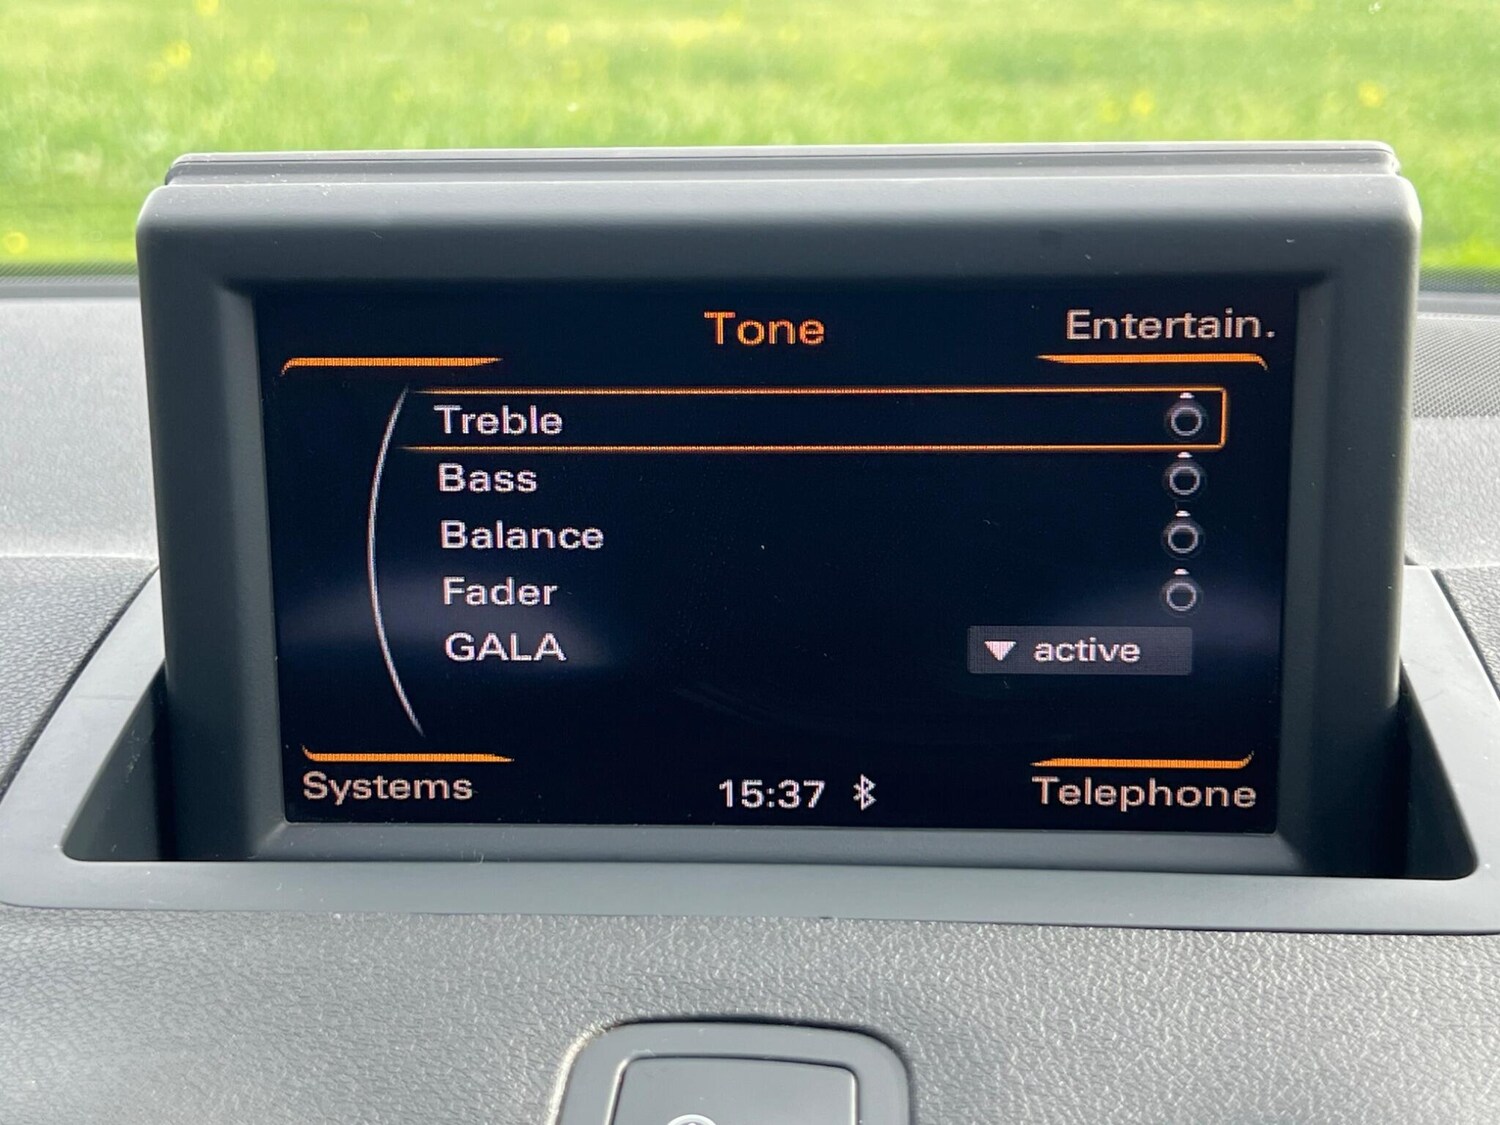 Tone
Entertain.
Treble
Bass
Balance
Fader
GALA active
Systems
15:37
Telephone